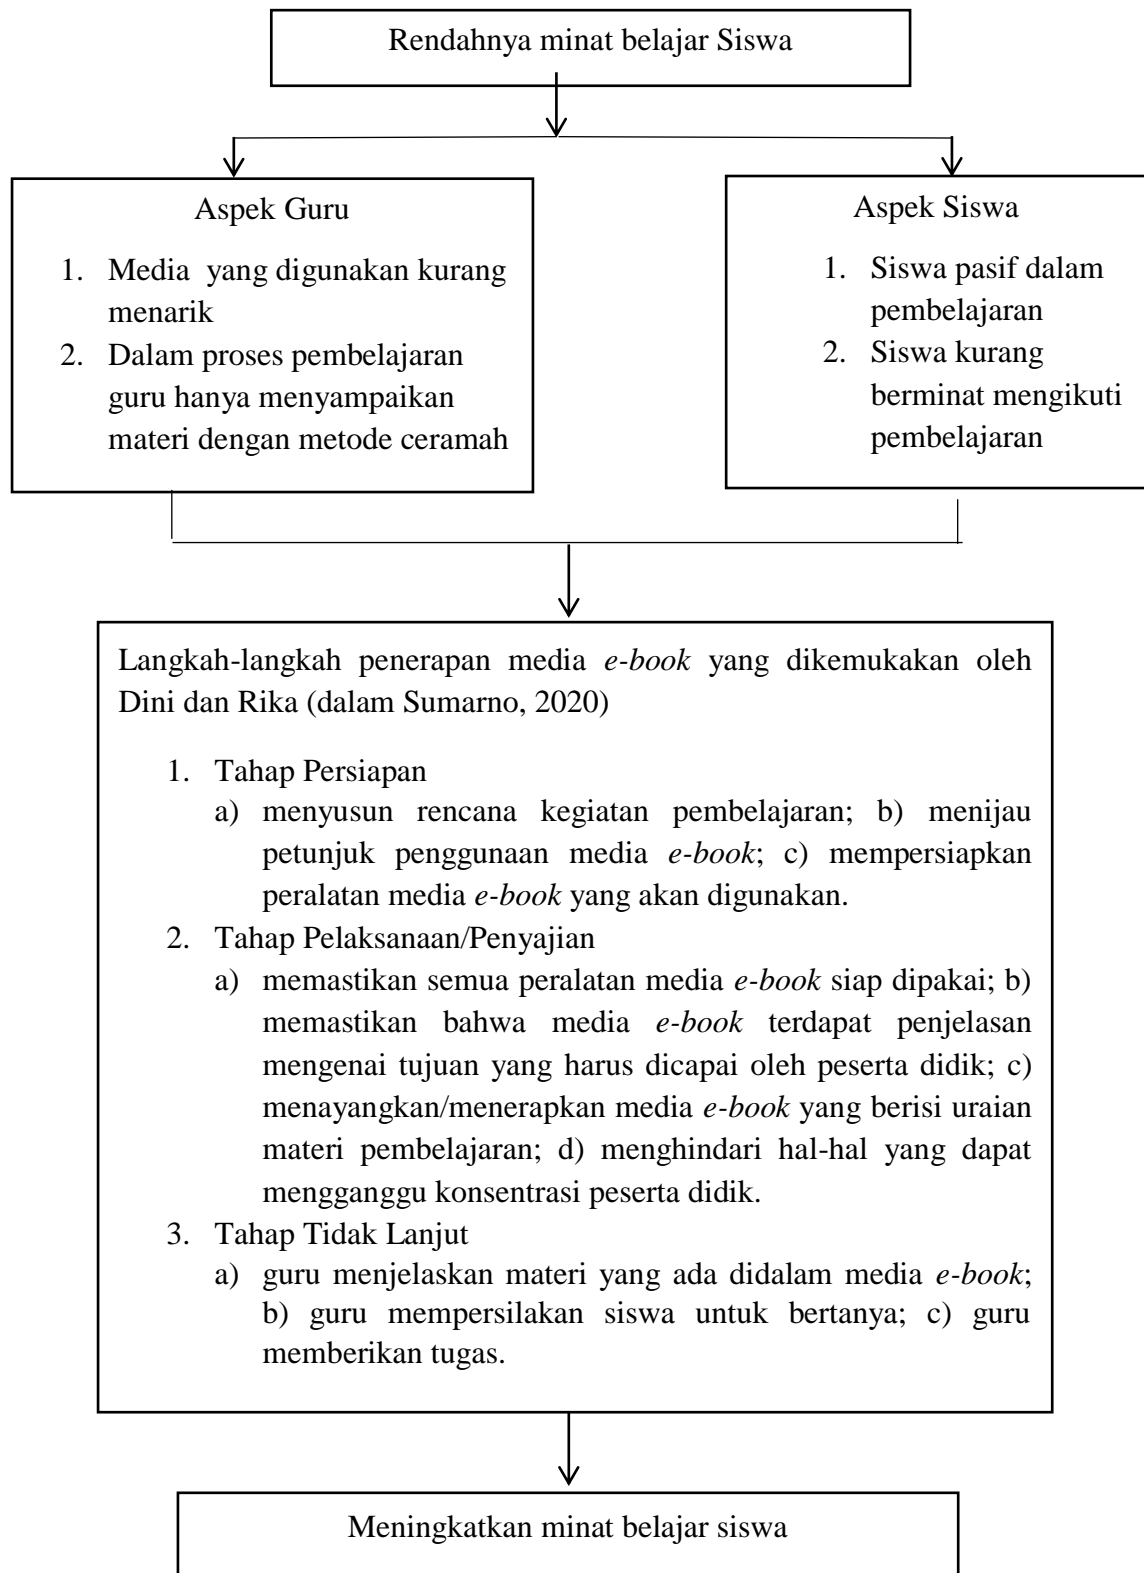 Rendahnya minat belajar Siswa
Aspek Guru
1. Media yang digunakan kurang
menarik
2. Dalam proses pembelajaran
guru hanya menyampaikan
materi dengan metode ceramah
Aspek Siswa
1. Siswa pasif dalam
pembelajaran
2. Siswa kurang
berminat mengikuti
pembelajaran
Langkah-langkah penerapan media e-book yang dikemukakan oleh
Dini dan Rika (dalam Sumarno, 2020)
1. Tahap Persiapan
a) menyusun rencana kegiatan pembelajaran; b) menijau
petunjuk penggunaan media e-book; c) mempersiapkan
peralatan media e-book yang akan digunakan.
2. Tahap Pelaksanaan/Penyajian
a) memastikan semua peralatan media e-book siap dipakai; b)
memastikan bahwa media e-book terdapat penjelasan
mengenai tujuan yang harus dicapai oleh peserta didik; c)
menayangkan/menerapkan media e-book yang berisi uraian
materi pembelajaran; d) menghindari hal-hal yang dapat
mengganggu konsentrasi peserta didik.
3. Tahap Tidak Lanjut
a) guru menjelaskan materi yang ada didalam media e-book;
b) guru mempersilakan siswa untuk bertanya; c) guru
memberikan tugas.
Meningkatkan minat belajar siswa